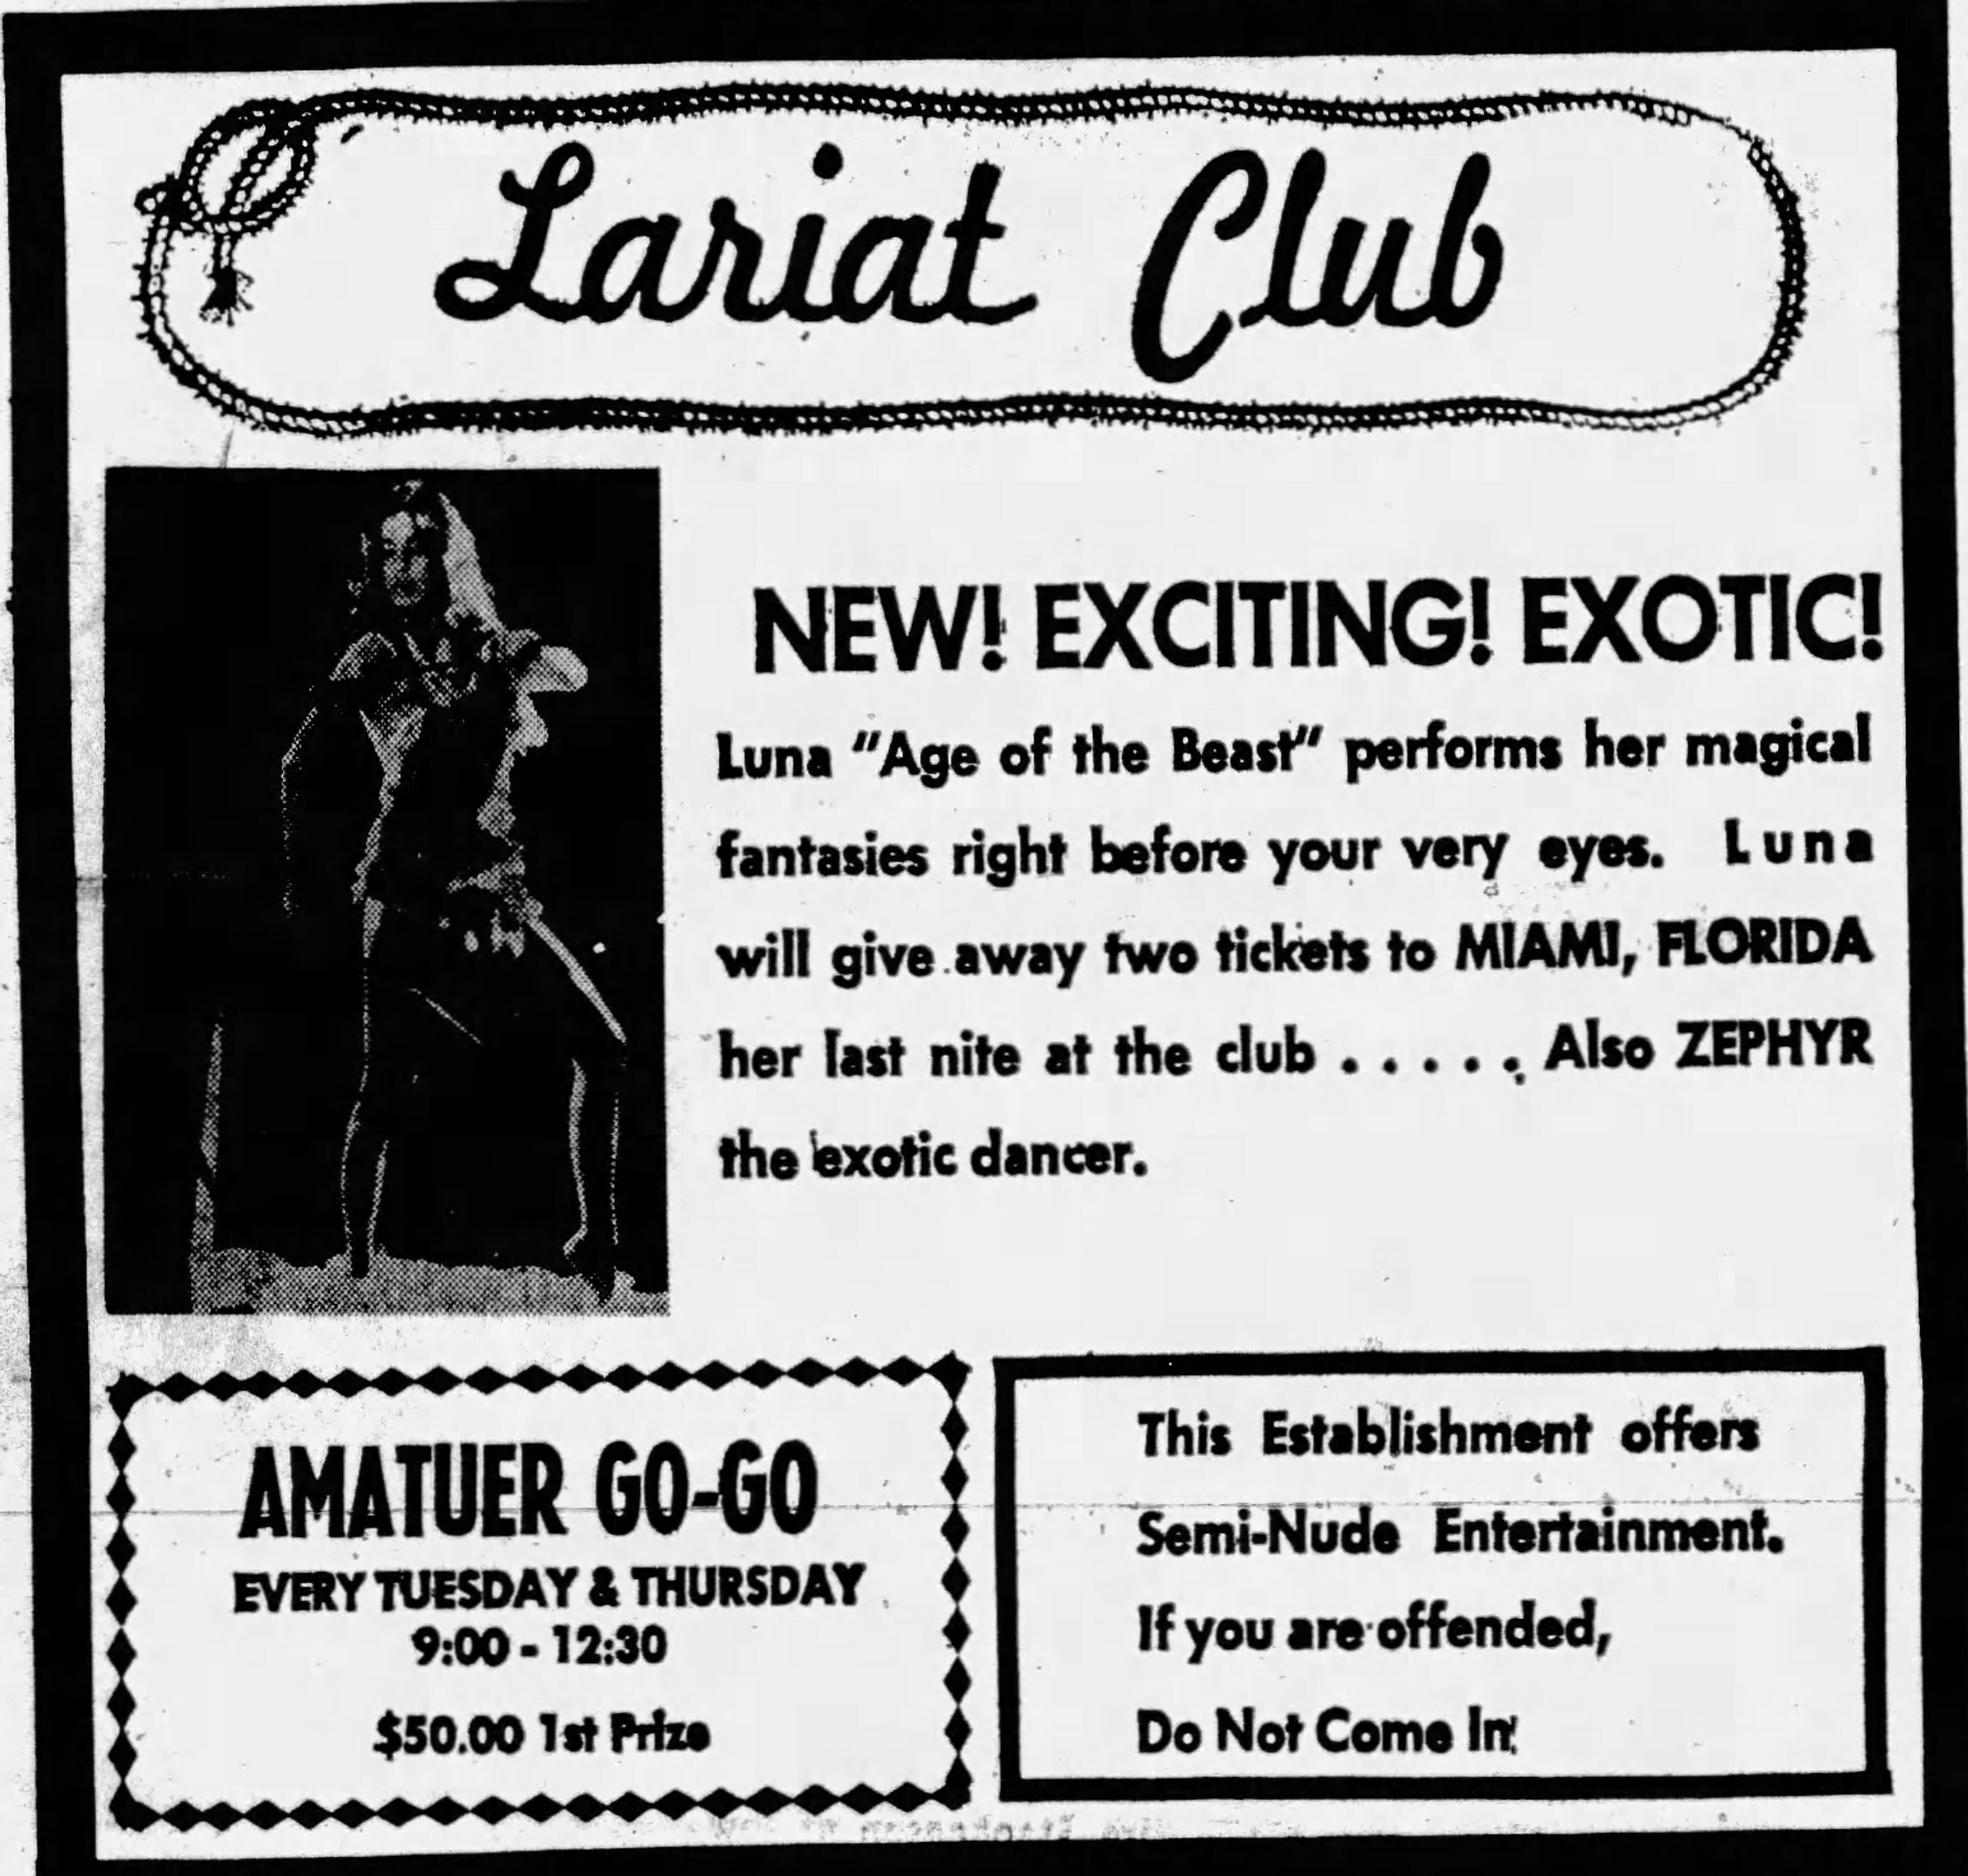 Lariat Club
NEW! EXCITING! EXOTIC!
Luna "Age of the Beast" performs her magical
fantasies right before your very eyes. Luna
will give away two tickets to MIAMI, FLORIDA
her last nite at the club ..... Also ZEPHYR
the exotic dancer.
AMATUER GO-GO
EVERY TUESDAY & THURSDAY
9:00 - 12:30
$50.00 1st Prize
This Establishment offers
Semi-Nude Entertainment.
If you are offended,
Do Not Come In!